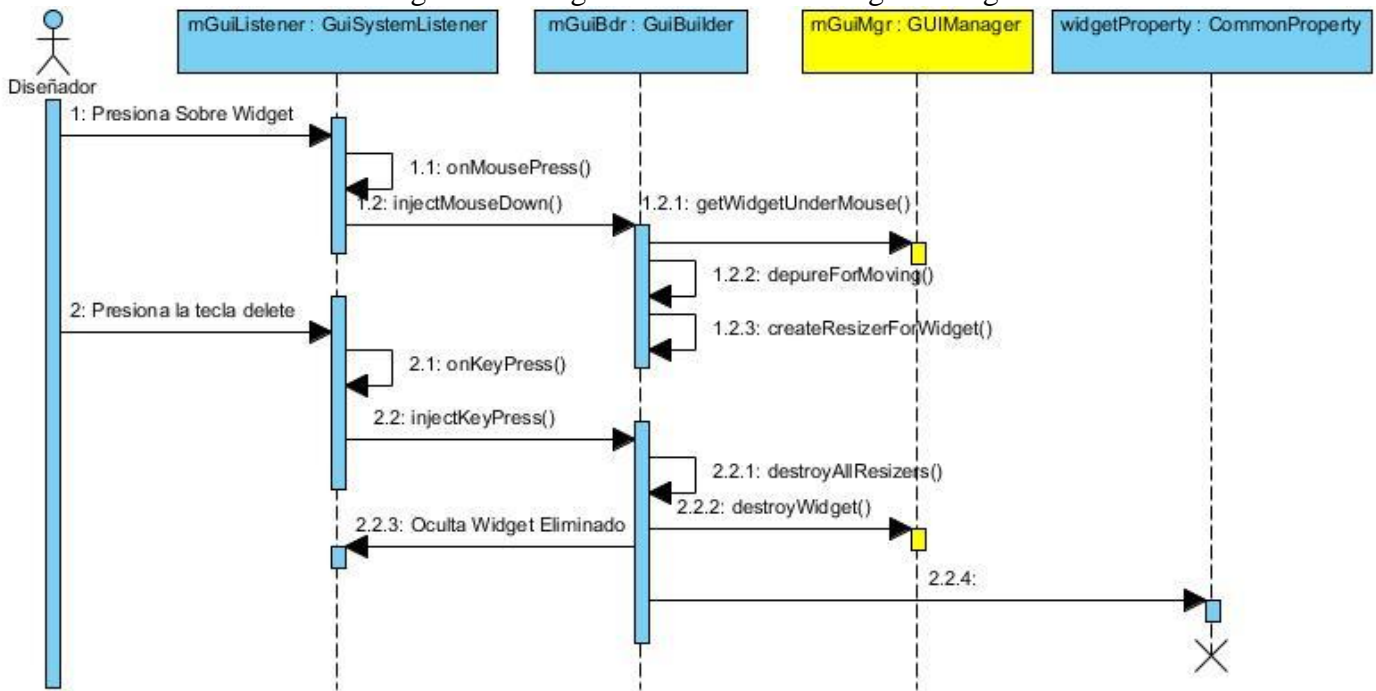 mGuiListener : GuiSystemListener
mGuiBdr : GuiBuilder
mGuiMgr : GUIManager
widgetProperty : CommonProperty
Diseñador
1: Presiona Sobre Widget
1.1: onMousePress()
1.2: injectMouseDown()
1.2.1: getWidgetUnderMouse()
1.2.2: depureForMoving()
2: Presiona la tecla delete
1.2.3: createResizerForWidget()
2.1: onKeyPress()
2.2: injectKeyPress()
2.2.1: destroyAllResizers()
2.2.2: destroyWidget()
2.2.3: Oculta Widget Eliminado
2.2.4: